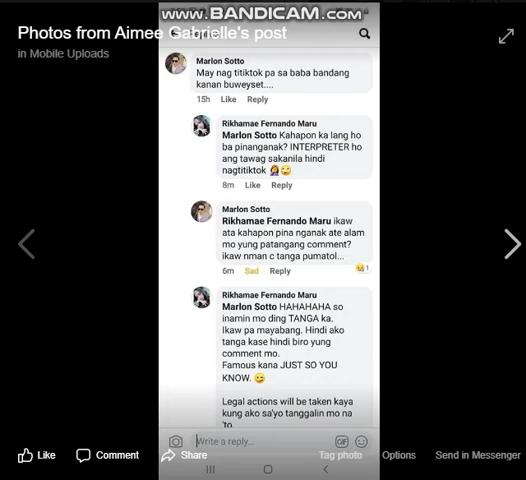 www.BANDICAM.com
Photos from Aimee Gabrielle's post
in Mobile Uploads
Marlon Sotto
May nag titiktok pa sa baba bandang
kanan buweyset....
15h Like Reply
Rikhamae Fernando Maru
Marlon Sotto Kahapon ka lang ho
ba pinanganak? INTERPRETER ho
ang tawag sakanila hindi
nagtitiktok 🤦‍♀️🙄
8m Like Reply
Marlon Sotto
Rikhamae Fernando Maru ikaw
ata kahapon pina nganak ate alam
mo yung patangang comment?
ikaw nman c tanga pumatol...
6m Sad Reply
1
Rikhamae Fernando Maru
Marlon Sotto HAHAHAHA so
inamin mo ding TANGA ka.
Ikaw pa mayabang. Hindi ako
tanga kase hindi biro yung
comment mo.
Famous kana JUST SO YOU
KNOW. 😉
Legal actions will be taken kaya
kung ako sa'yo tanggalin mo na
'to.
Write a reply...
GIF
Like Comment Share Tag photo Options Send in Messenger